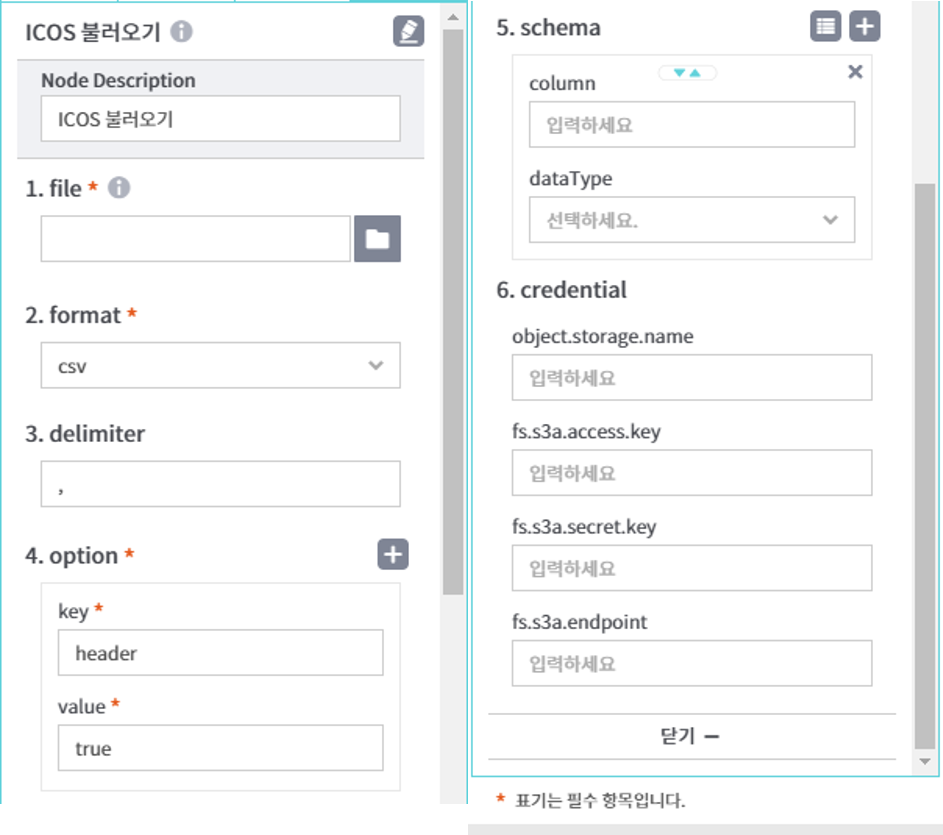 ICOS 불러오기
Node Description
ICOS 불러오기
1. file *
2. format *
csv
3. delimiter
,
4. option *
key *
header
value *
true
5. schema
column
입력하세요
dataType
선택하세요.
6. credential
object.storage.name
입력하세요
fs.s3a.access.key
입력하세요
fs.s3a.secret.key
입력하세요
fs.s3a.endpoint
입력하세요
닫기
* 표기는 필수 항목입니다.